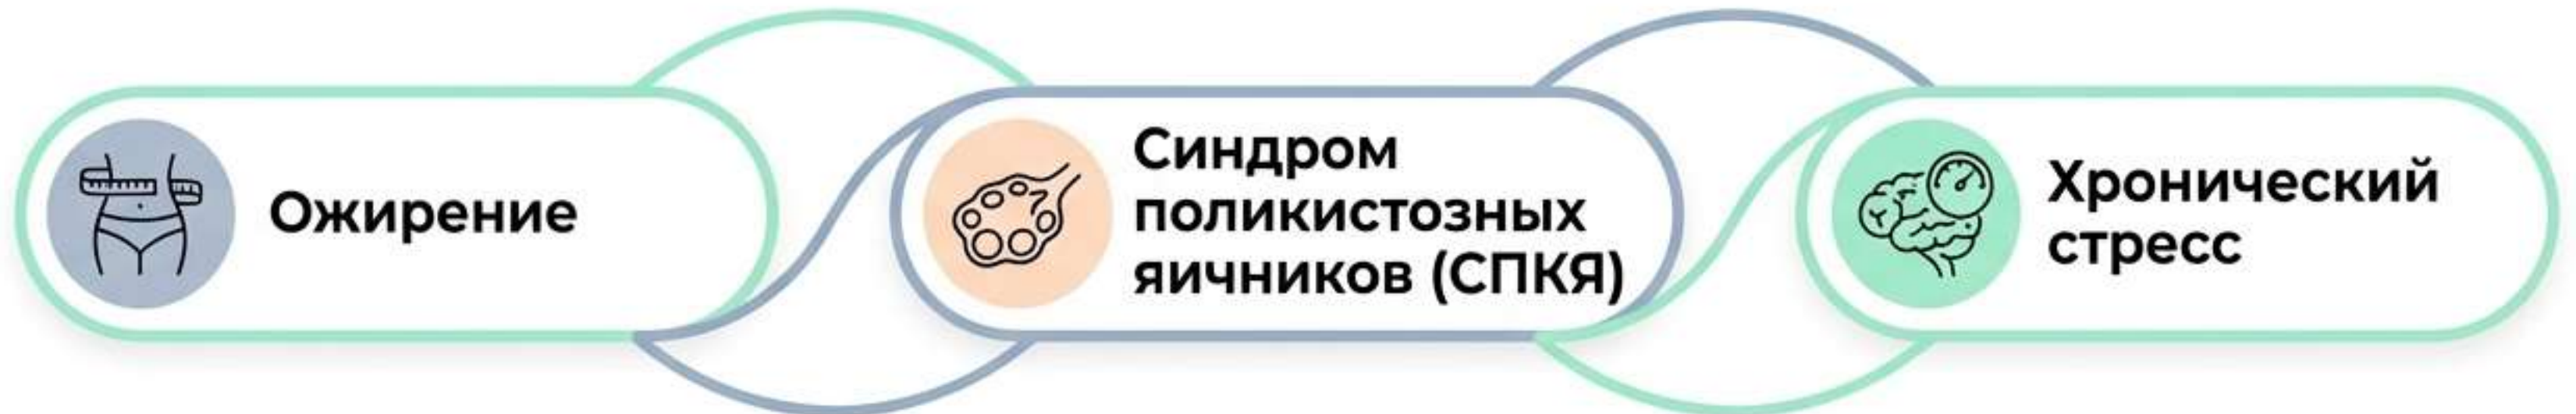 Ожирение
Синдром
поликистозных
яичников (СПКЯ)
Хронический
стресс